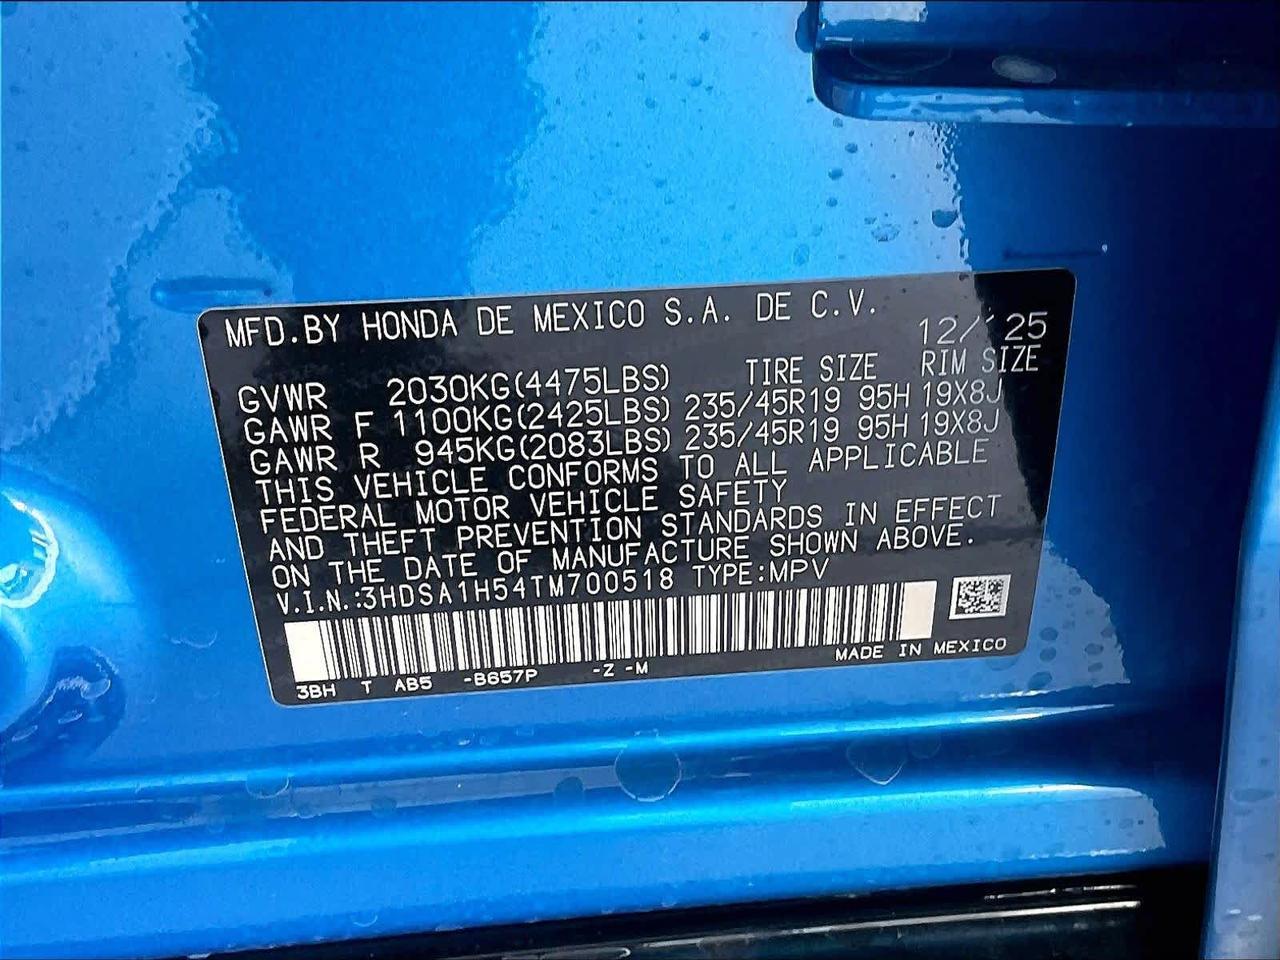 MFD.BY HONDA DE MEXICO S.A. DE C.V.
12/'25
GVWR 2030KG(4475LBS) TIRE SIZE RIM SIZE
GAWR F 1100KG(2425LBS) 235/45R19 95H 19X8J
GAWR R 945KG(2083LBS) 235/45R19 95H 19X8J
THIS VEHICLE CONFORMS TO ALL APPLICABLE
FEDERAL MOTOR VEHICLE SAFETY
AND THEFT PREVENTION STANDARDS IN EFFECT
ON THE DATE OF MANUFACTURE SHOWN ABOVE.
V.I.N.:3HDSA1H54TM700518 TYPE:MPV
3BH T AB5 -B657P -Z -M MADE IN MEXICO